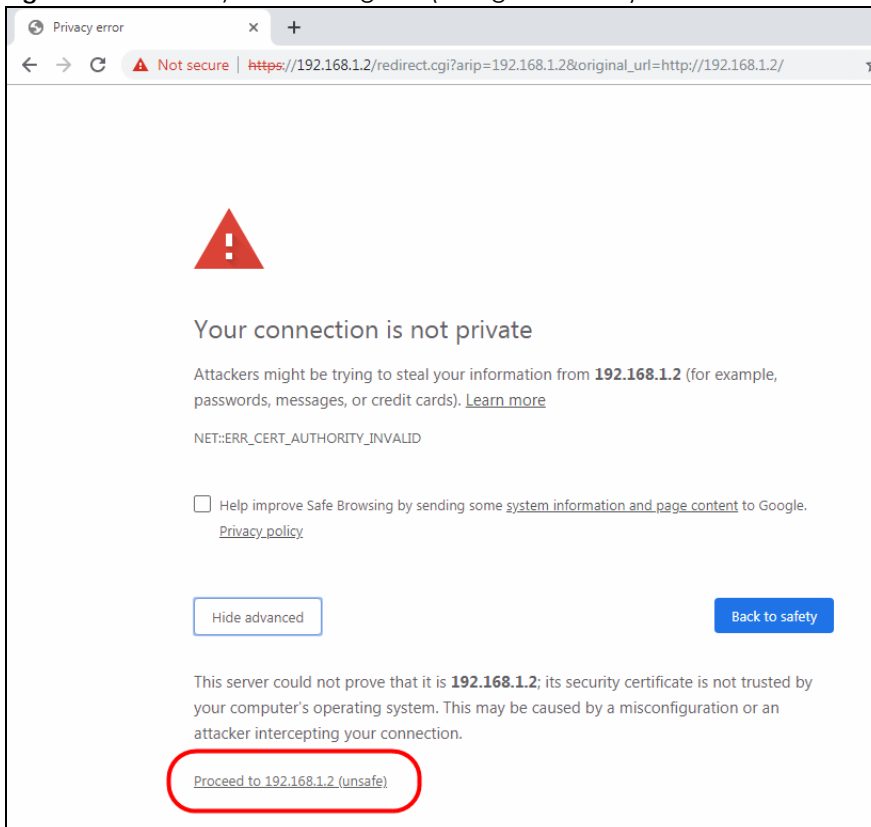 Privacy error
Not secure | https://192.168.1.2/redirect.cgi?arip=192.168.1.2&original_url=http://192.168.1.2/
Your connection is not private
Attackers might be trying to steal your information from 192.168.1.2 (for example,
passwords, messages, or credit cards). Learn more
NET::ERR_CERT_AUTHORITY_INVALID
Help improve Safe Browsing by sending some system information and page content to Google.
Privacy policy
Hide advanced
Back to safety
This server could not prove that it is 192.168.1.2; its security certificate is not trusted by
your computer's operating system. This may be caused by a misconfiguration or an
attacker intercepting your connection.
Proceed to 192.168.1.2 (unsafe)